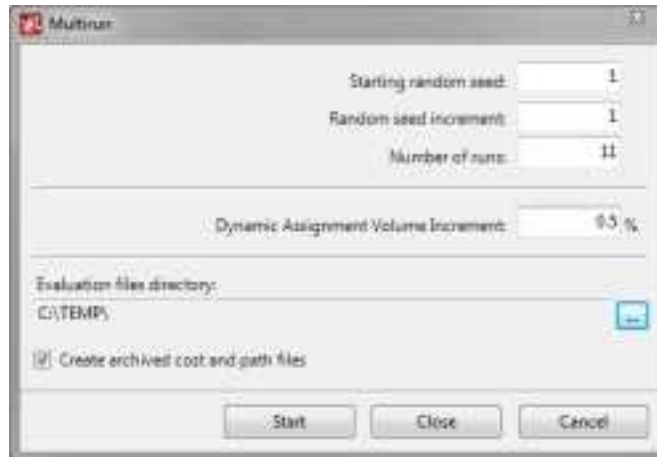 Multirun
Starting random seed: 1
Random seed increment: 1
Number of runs: 11
Dynamic Assignment Volume Increment: 0.5 %
Evaluation files directory:
C:\TEMP\
...
Create archived cost and path files
Start Close Cancel